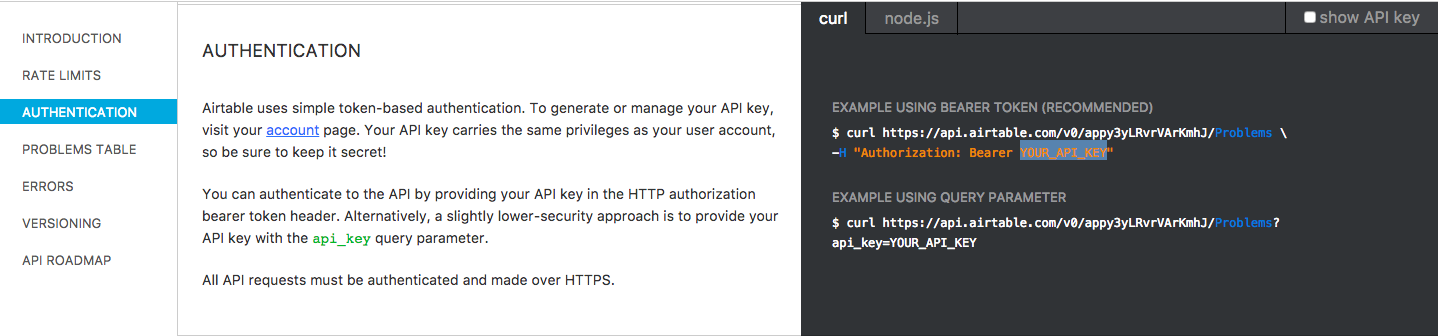 INTRODUCTION
RATE LIMITS
AUTHENTICATION
PROBLEMS TABLE
ERRORS
VERSIONING
API ROADMAP
AUTHENTICATION
Airtable uses simple token-based authentication. To generate or manage your API key,
visit your account page. Your API key carries the same privileges as your user account,
so be sure to keep it secret!
You can authenticate to the API by providing your API key in the HTTP authorization
bearer token header. Alternatively, a slightly lower-security approach is to provide your
API key with the api_key query parameter.
All API requests must be authenticated and made over HTTPS.
curl
node.js
show API key
EXAMPLE USING BEARER TOKEN (RECOMMENDED)
$ curl https://api.airtable.com/v0/appy3yLRvrVArKmhJ/Problems \
-H "Authorization: Bearer YOUR_API_KEY"
EXAMPLE USING QUERY PARAMETER
$ curl https://api.airtable.com/v0/appy3yLRvrVArKmhJ/Problems?
api_key=YOUR_API_KEY